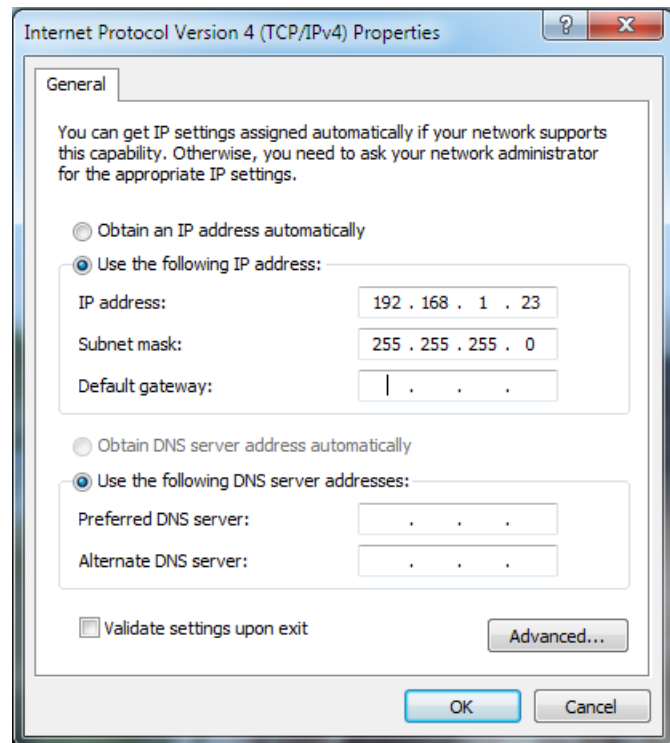 Internet Protocol Version 4 (TCP/IPv4) Properties
?
X
General
You can get IP settings assigned automatically if your network supports
this capability. Otherwise, you need to ask your network administrator
for the appropriate IP settings.
Obtain an IP address automatically
Use the following IP address:
IP address: 192 . 168 . 1 . 23
Subnet mask: 255 . 255 . 255 . 0
Default gateway: . . .
Obtain DNS server address automatically
Use the following DNS server addresses:
Preferred DNS server: . . .
Alternate DNS server: . . .
Validate settings upon exit
Advanced...
OK Cancel